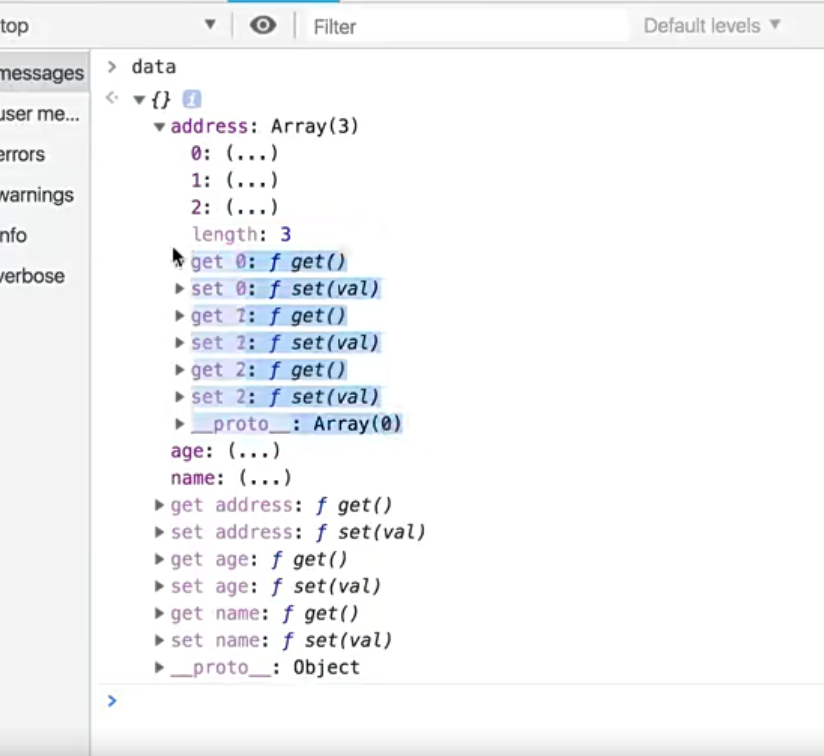 top Filter Default levels
messages
user me...
errors
warnings
nfo
verbose
data
{} i
address: Array(3)
0: (...)
1: (...)
2: (...)
length: 3
get 0: ƒ get()
set 0: ƒ set(val)
get 1: ƒ get()
set 1: ƒ set(val)
get 2: ƒ get()
set 2: ƒ set(val)
__proto__: Array(0)
age: (...)
name: (...)
get address: ƒ get()
set address: ƒ set(val)
get age: ƒ get()
set age: ƒ set(val)
get name: ƒ get()
set name: ƒ set(val)
__proto__: Object